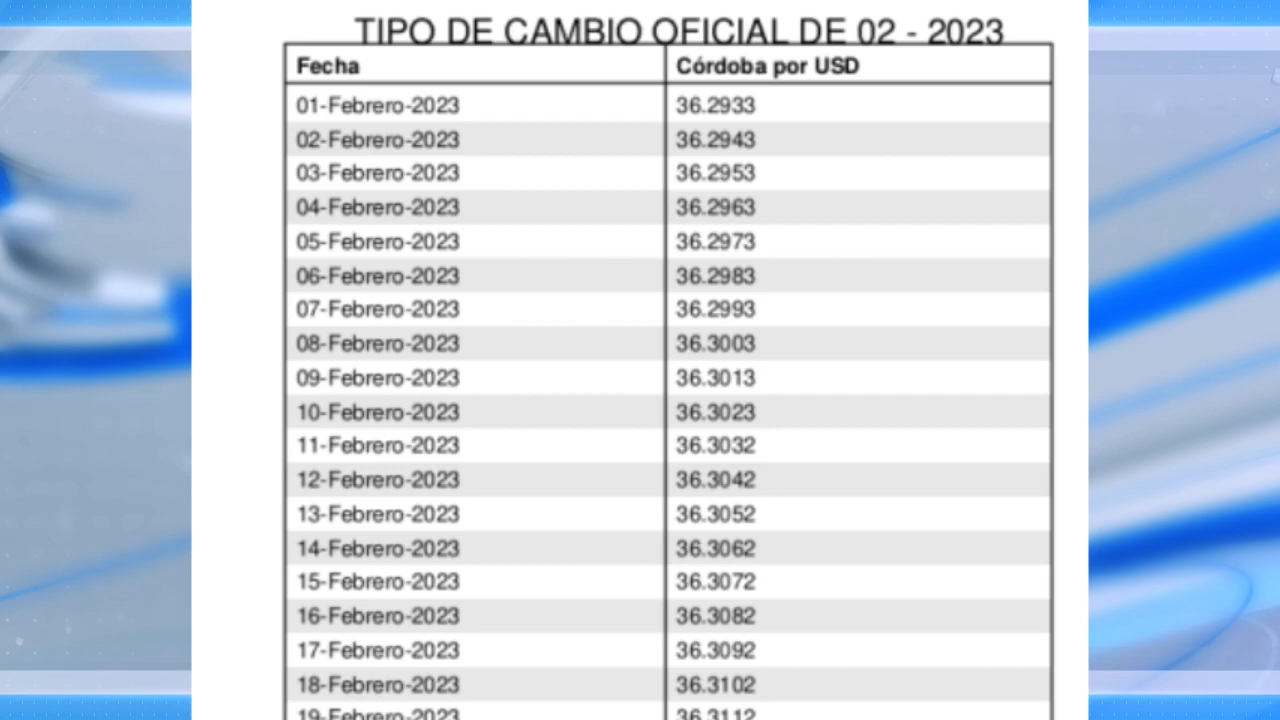 TIPO DE CAMBIO OFICIAL DE 02 - 2023
Fecha Córdoba por USD
01-Febrero-2023 36.2933
02-Febrero-2023 36.2943
03-Febrero-2023 36.2953
04-Febrero-2023 36.2963
05-Febrero-2023 36.2973
06-Febrero-2023 36.2983
07-Febrero-2023 36.2993
08-Febrero-2023 36.3003
09-Febrero-2023 36.3013
10-Febrero-2023 36.3023
11-Febrero-2023 36.3032
12-Febrero-2023 36.3042
13-Febrero-2023 36.3052
14-Febrero-2023 36.3062
15-Febrero-2023 36.3072
16-Febrero-2023 36.3082
17-Febrero-2023 36.3092
18-Febrero-2023 36.3102
19-Febrero-2023 36.3112